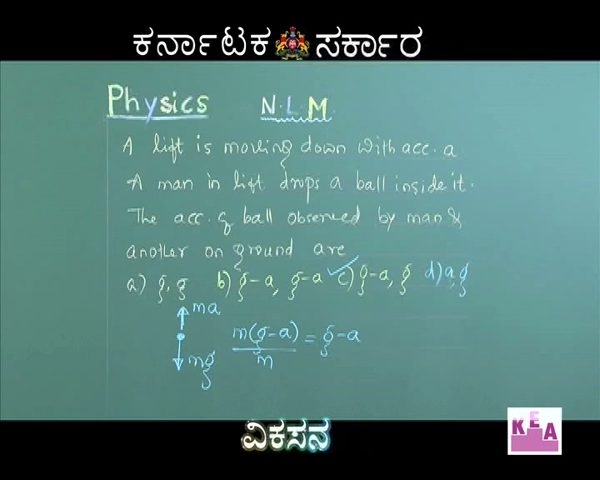 ಕರ್ನಾಟಕ ಸರ್ಕಾರ
Physics N.L.M.
A lift is moving down with acc. a
A man in lift drops a ball inside it.
The acc. of ball observed by man &
another on ground are
a) g, g b) g-a, g-a c) g-a, g d) a, g
ma
m(g-a)/m = g-a
mg
ವಿಕಸನ
KEA